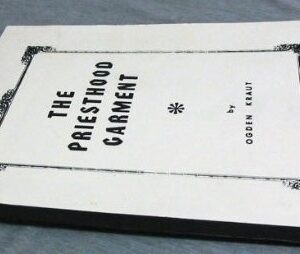 THE
PRIESTHOOD
GARMENT
by
OGDEN KRAUT